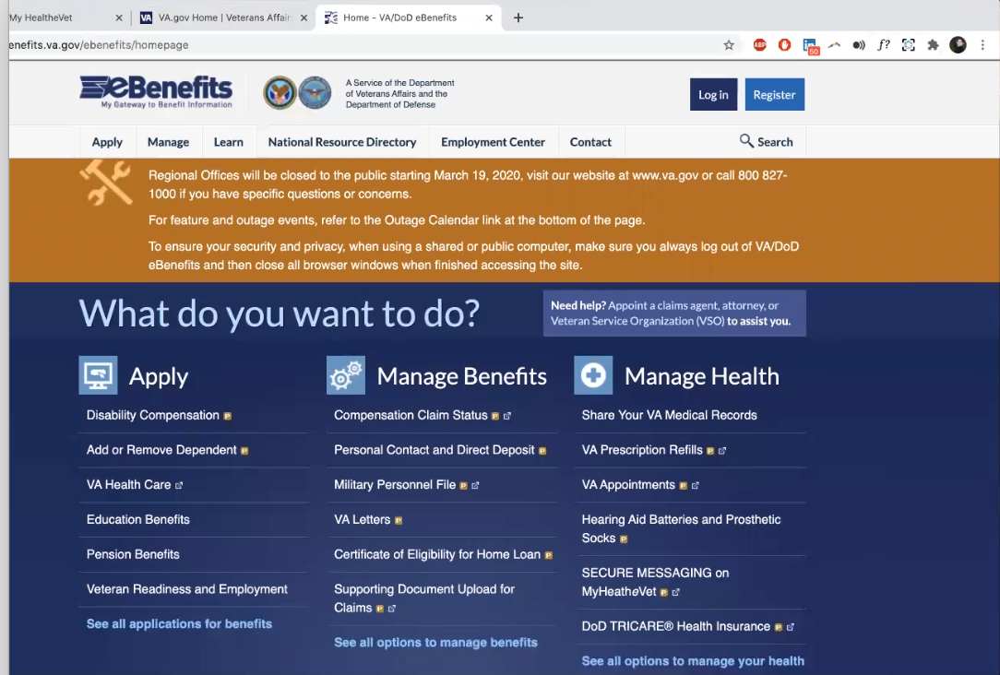 My HealtheVet
VA VA.gov Home | Veterans Affair
Home - VA/DoD eBenefits
enefits.va.gov/ebenefits/homepage
ABP
50
f?
eBenefits
My Gateway to Benefit Information
A Service of the Department
of Veterans Affairs and the
Department of Defense
Log in
Register
Apply Manage Learn National Resource Directory Employment Center Contact Search
Regional Offices will be closed to the public starting March 19, 2020, visit our website at www.va.gov or call 800 827-
1000 if you have specific questions or concerns.
For feature and outage events, refer to the Outage Calendar link at the bottom of the page.
To ensure your security and privacy, when using a shared or public computer, make sure you always log out of VA/DoD
eBenefits and then close all browser windows when finished accessing the site.
What do you want to do?
Need help? Appoint a claims agent, attorney, or
Veteran Service Organization (VSO) to assist you.
Apply
Disability Compensation P
Add or Remove Dependent P
VA Health Care
Education Benefits
Pension Benefits
Veteran Readiness and Employment
See all applications for benefits
Manage Benefits
Compensation Claim Status P
Personal Contact and Direct Deposit P
Military Personnel File P
VA Letters P
Certificate of Eligibility for Home Loan P
Supporting Document Upload for
Claims P
See all options to manage benefits
Manage Health
Share Your VA Medical Records
VA Prescription Refills P
VA Appointments P
Hearing Aid Batteries and Prosthetic
Socks P
SECURE MESSAGING on
MyHeatheVet P
DoD TRICARE® Health Insurance P
See all options to manage your health